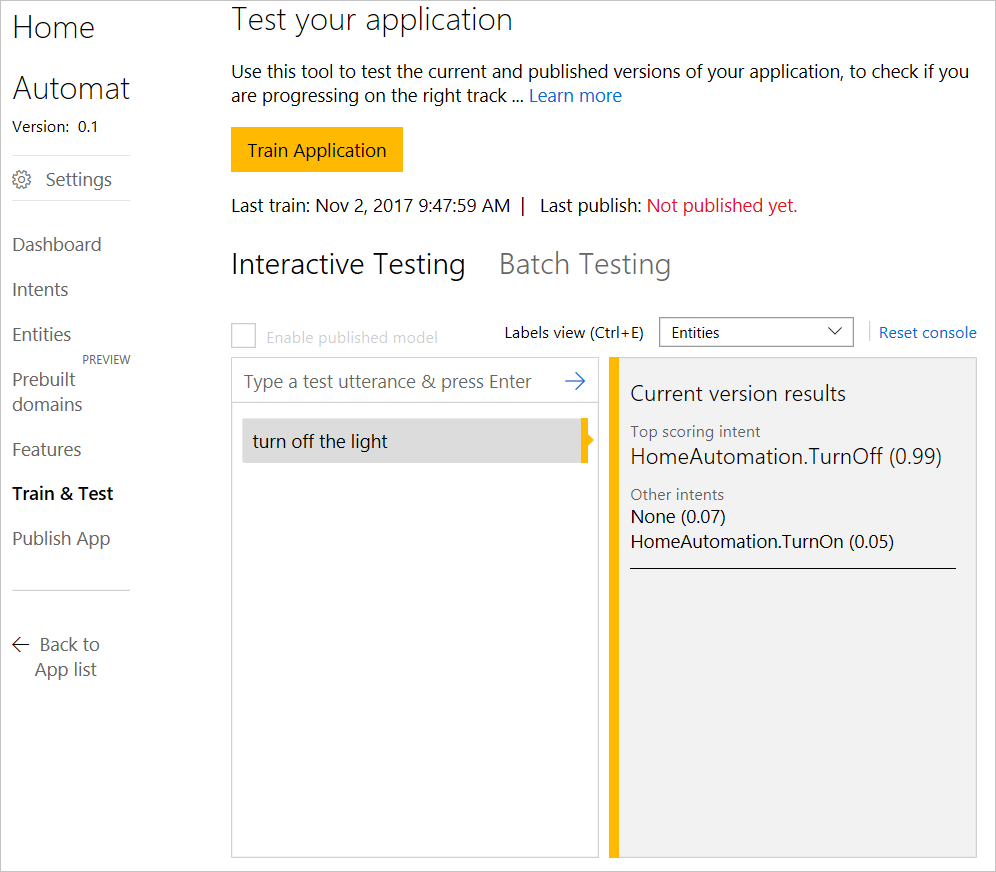 Home
Automat
Version: 0.1
Settings
Dashboard
Intents
Entities
PREVIEW
Prebuilt
domains
Features
Train & Test
Publish App
Back to
App list
Test your application
Use this tool to test the current and published versions of your application, to check if you
are progressing on the right track ... Learn more
Train Application
Last train: Nov 2, 2017 9:47:59 AM | Last publish: Not published yet.
Interactive Testing Batch Testing
Enable published model
Labels view (Ctrl+E) Entities Reset console
Type a test utterance & press Enter
turn off the light
Current version results
Top scoring intent
HomeAutomation.TurnOff (0.99)
Other intents
None (0.07)
HomeAutomation.TurnOn (0.05)